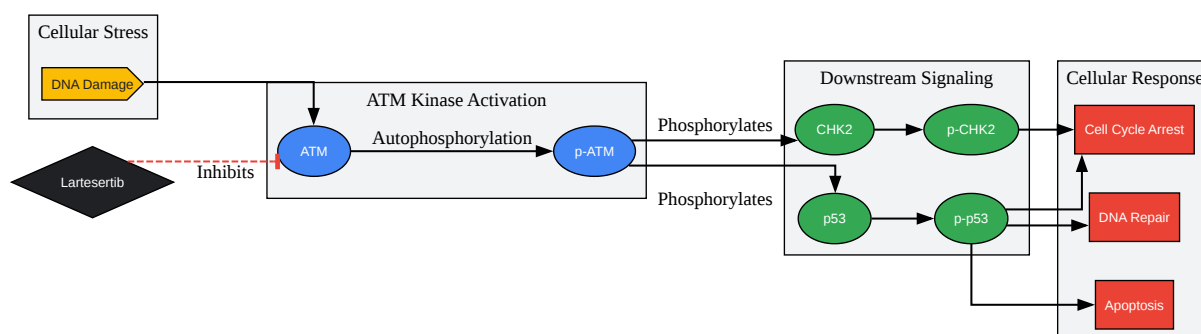 Cellular Stress
DNA Damage
ATM Kinase Activation
ATM
Autophosphorylation
p-ATM
Lartesertib
Inhibits
Phosphorylates
Phosphorylates
Downstream Signaling
CHK2
p-CHK2
p53
p-p53
Cellular Response
Cell Cycle Arrest
DNA Repair
Apoptosis